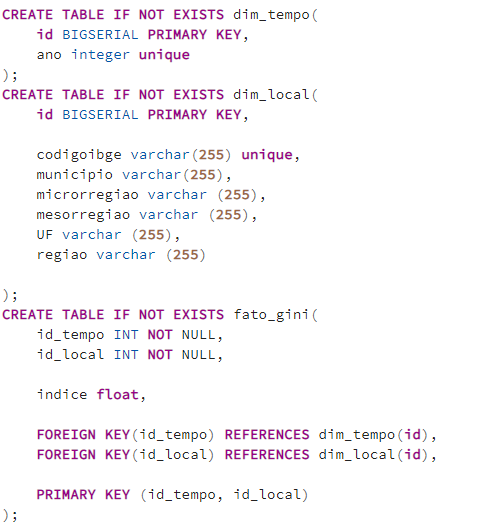 CREATE TABLE IF NOT EXISTS dim_tempo(
    id BIGSERIAL PRIMARY KEY,
    ano integer unique
);
CREATE TABLE IF NOT EXISTS dim_local(
    id BIGSERIAL PRIMARY KEY,
    codigoibge varchar(255) unique,
    municipio varchar(255),
    microrregiao varchar (255),
    mesorregiao varchar (255),
    UF varchar (255),
    regiao varchar (255)
);
CREATE TABLE IF NOT EXISTS fato_gini(
    id_tempo INT NOT NULL,
    id_local INT NOT NULL,
    indice float,
    FOREIGN KEY(id_tempo) REFERENCES dim_tempo(id),
    FOREIGN KEY(id_local) REFERENCES dim_local(id),
    PRIMARY KEY (id_tempo, id_local)
);